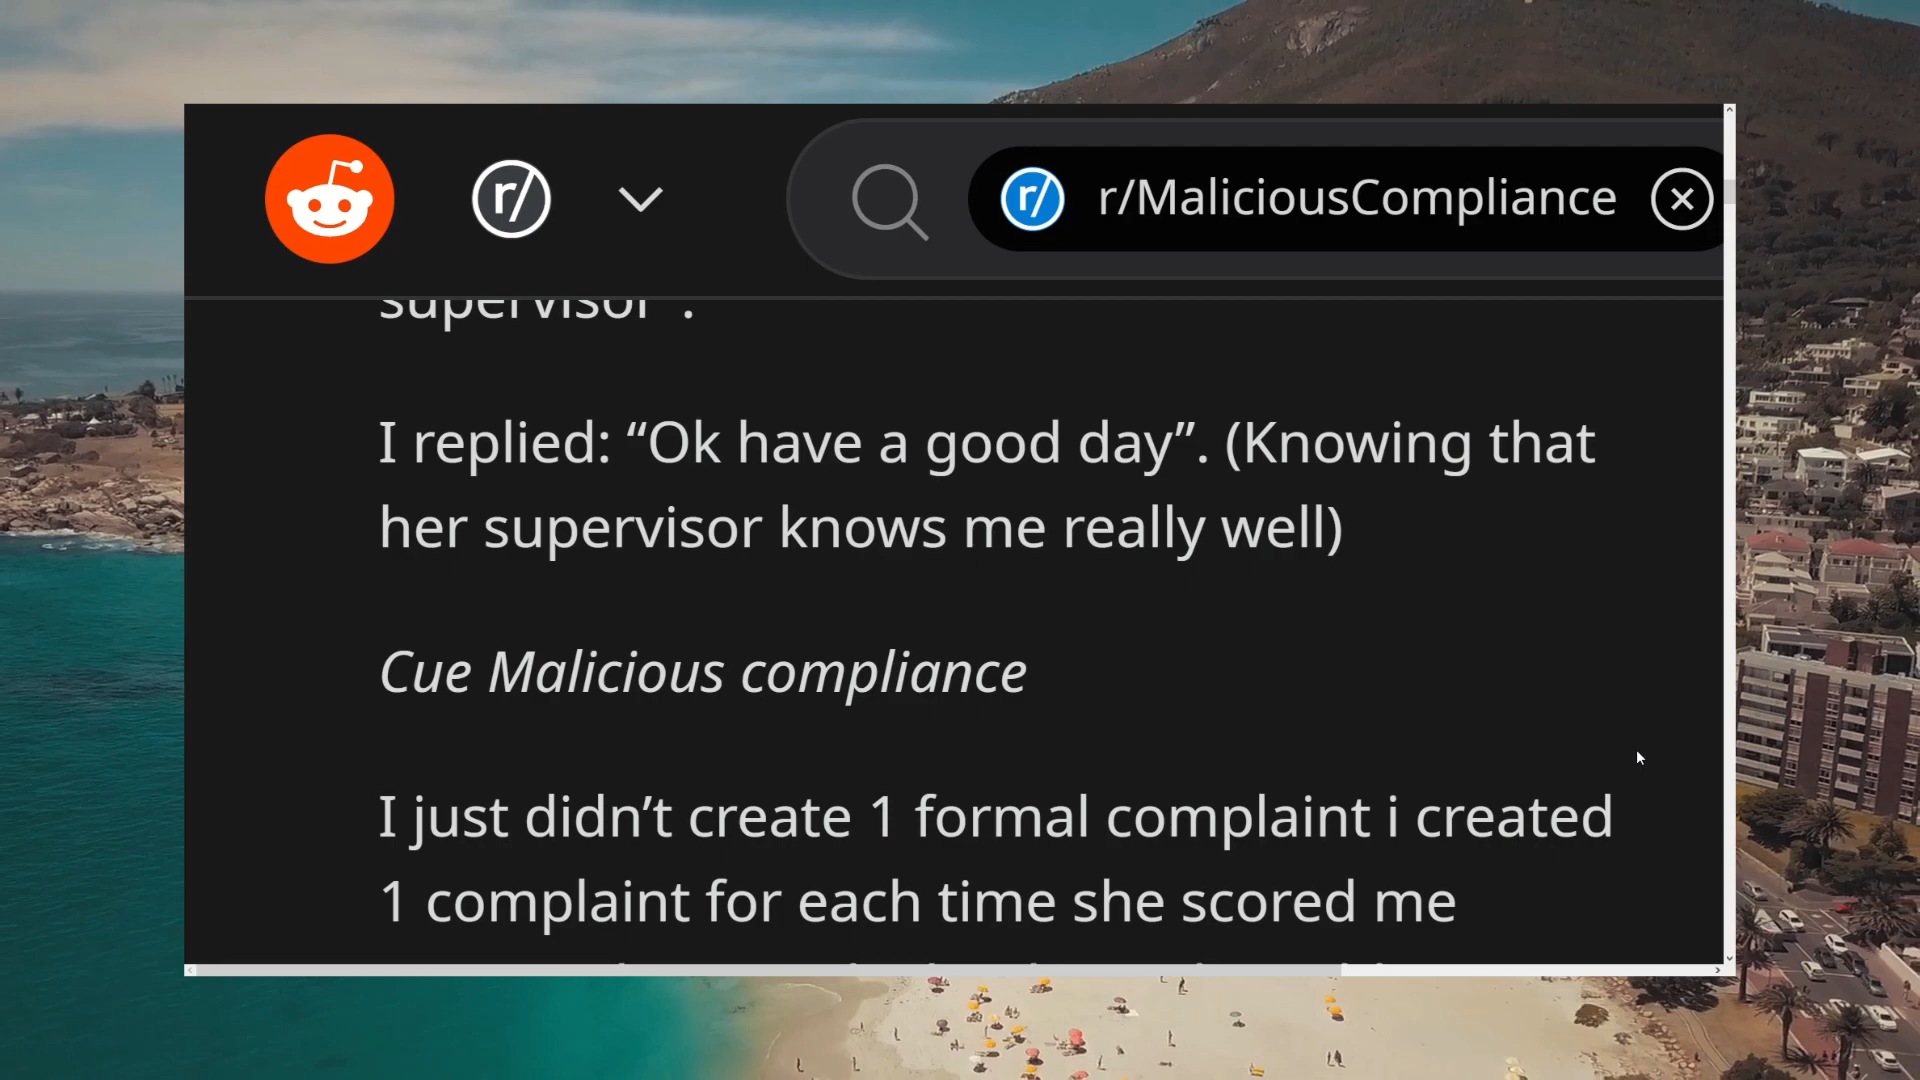 r/ r/ r/MaliciousCompliance
supervisor".
I replied: “Ok have a good day”. (Knowing that
her supervisor knows me really well)
Cue Malicious compliance
I just didn’t create 1 formal complaint i created
1 complaint for each time she scored me